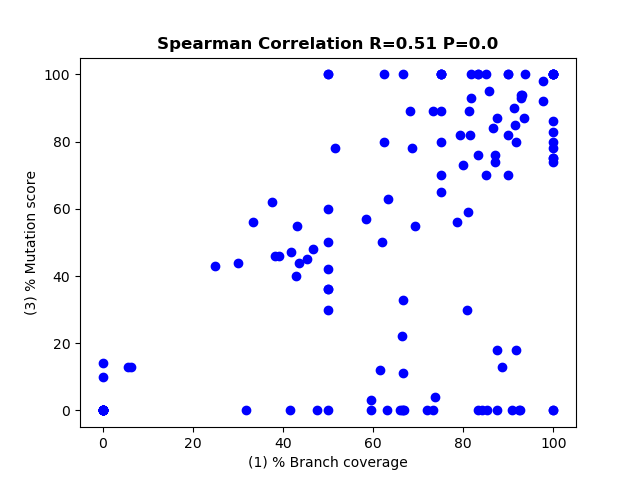 Spearman Correlation R=0.51 P=0.0
100
80
60
40
20
0
(3) % Mutation score
0 20 40 60 80 100
(1) % Branch coverage